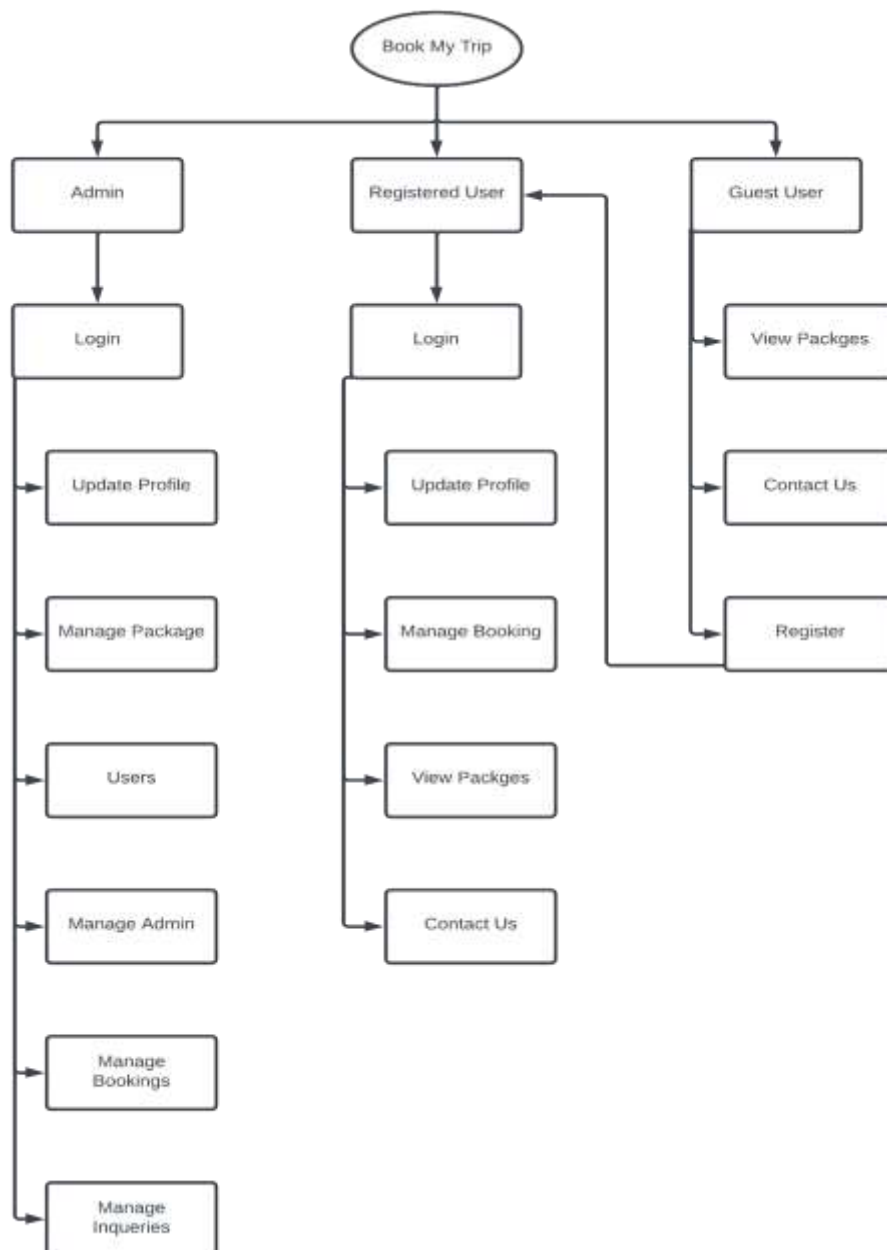 Book My Trip
Admin
Registered User
Guest User
Login
Login
View Packges
Update Profile
Update Profile
Contact Us
Manage Package
Manage Booking
Register
Users
View Packges
Manage Admin
Contact Us
Manage
Bookings
Manage
Inqueries